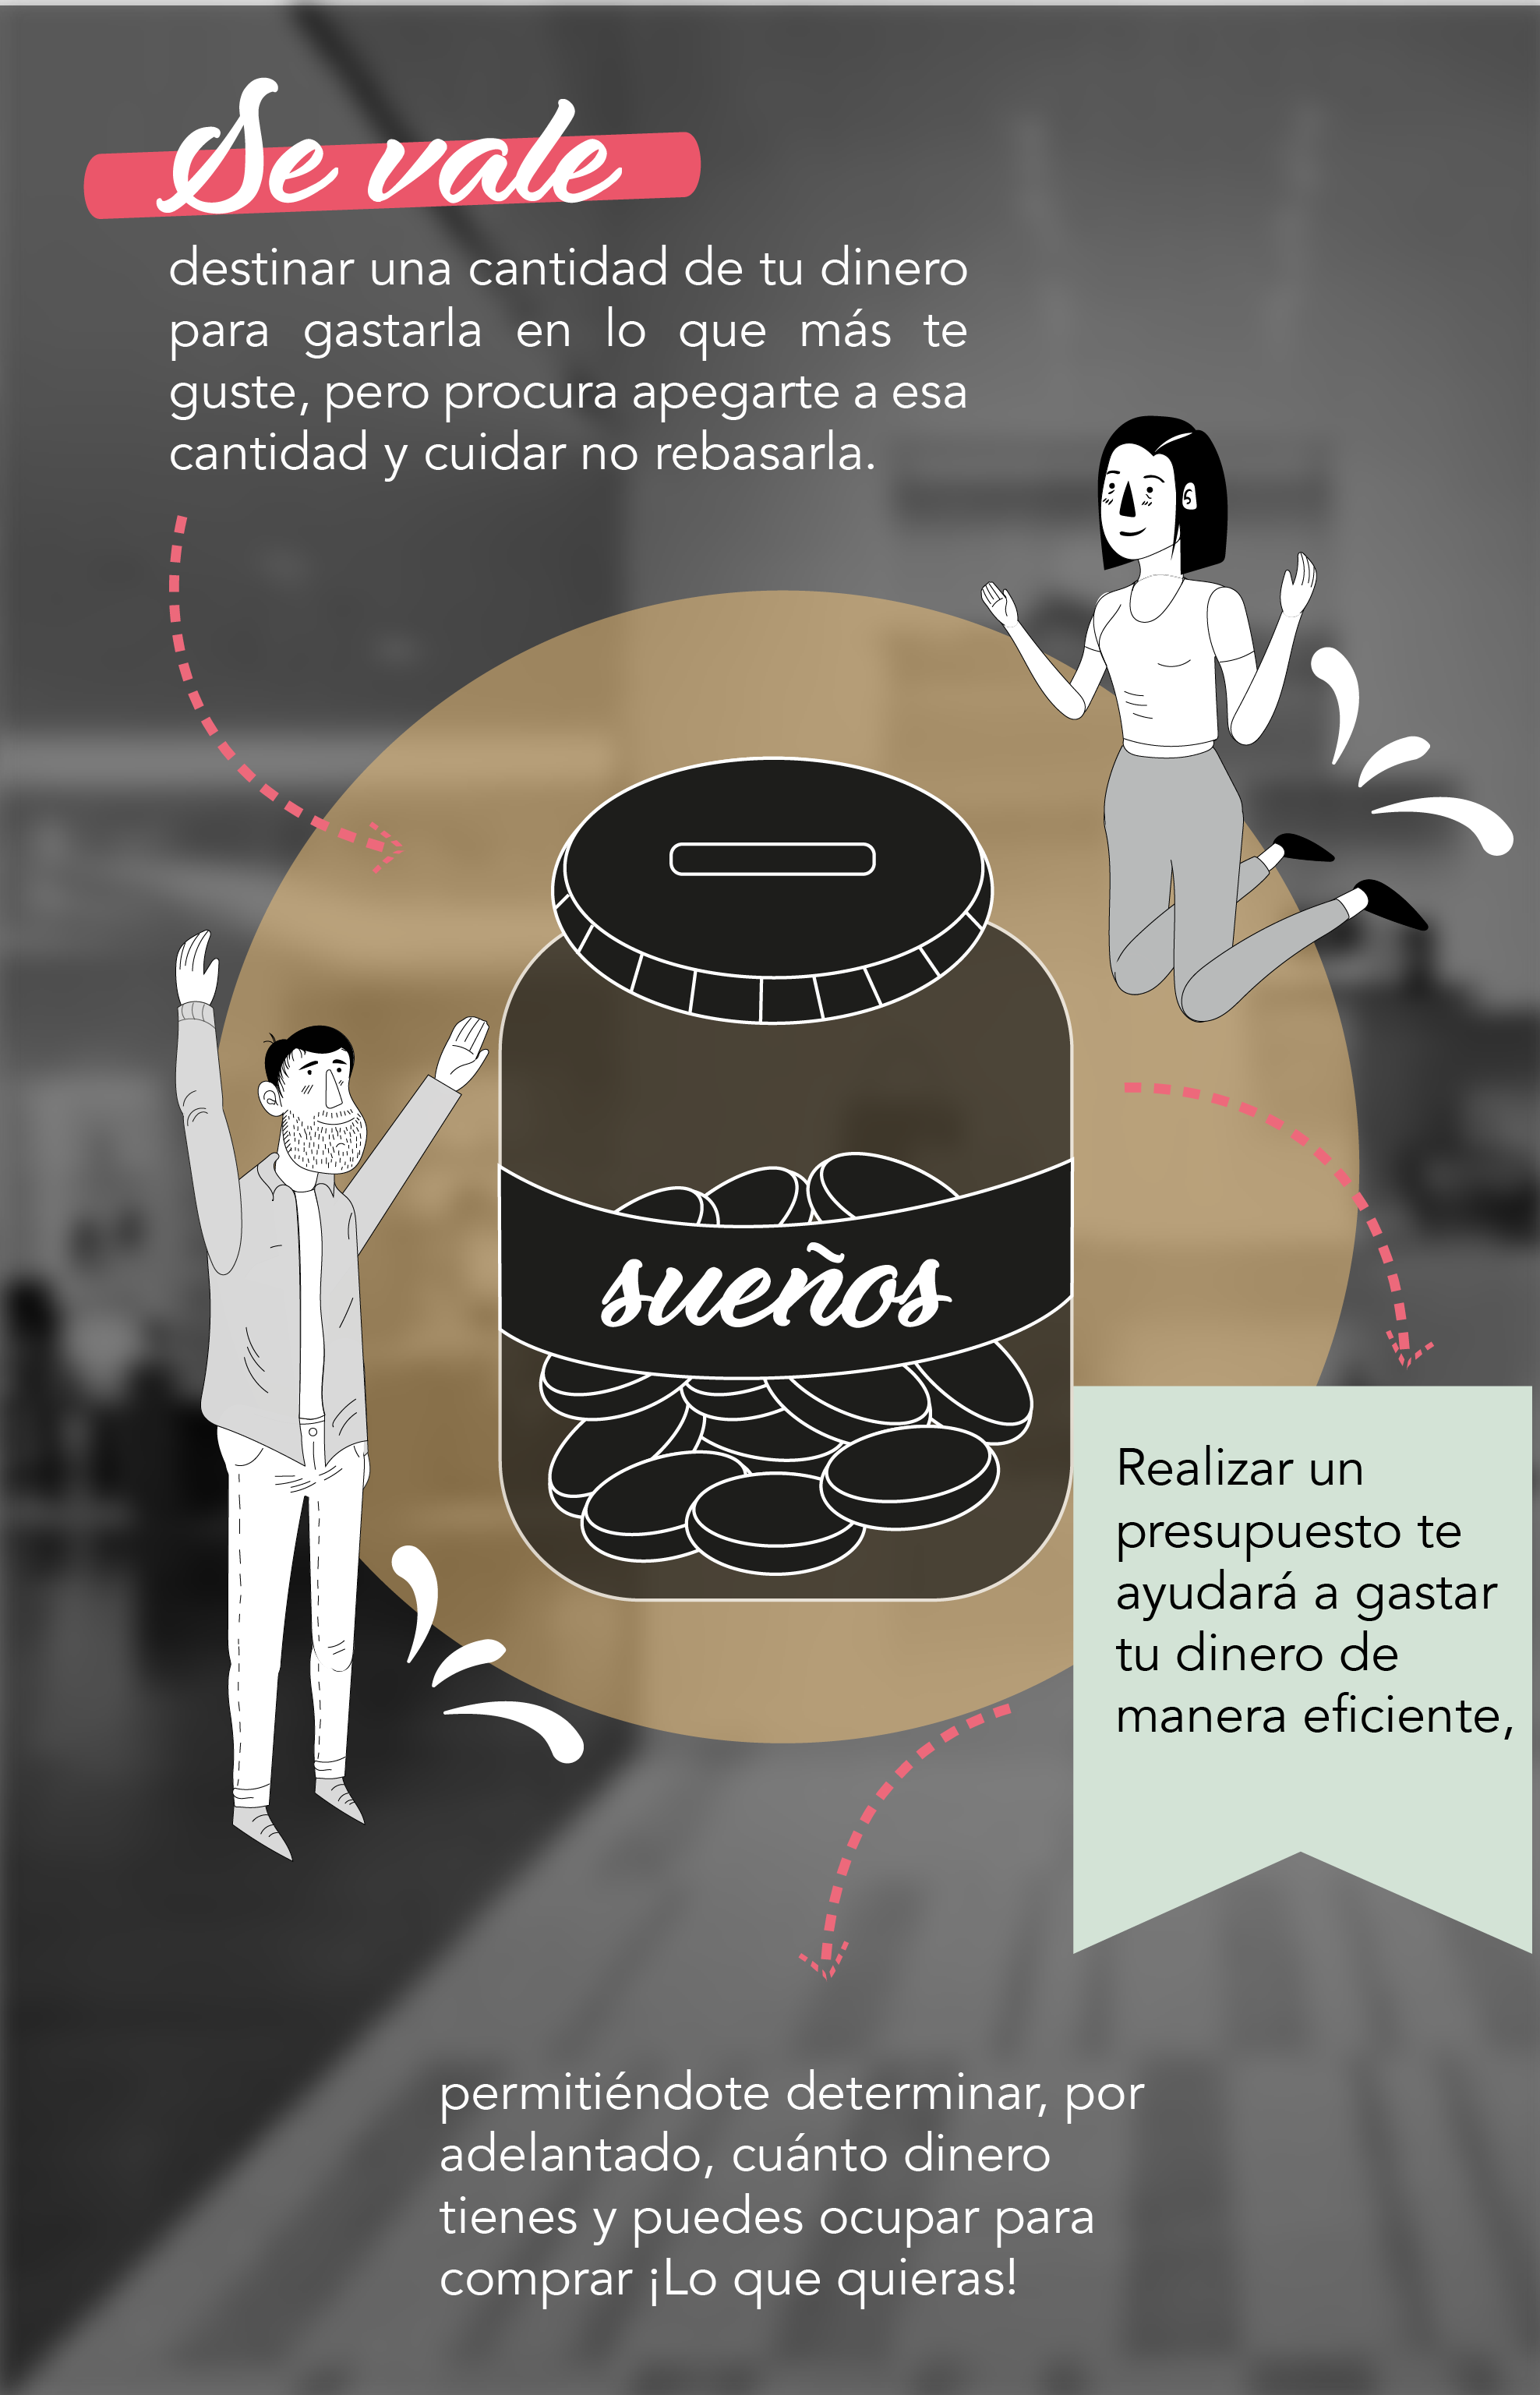 Se vale
destinar una cantidad de tu dinero
para gastarla en lo que más te
guste, pero procura apegarte a esa
cantidad y cuidar no rebasarla.
sueños
Realizar un
presupuesto te
ayudará a gastar
tu dinero de
manera eficiente,
permitiéndote determinar, por
adelantado, cuánto dinero
tienes y puedes ocupar para
comprar ¡Lo que quieras!